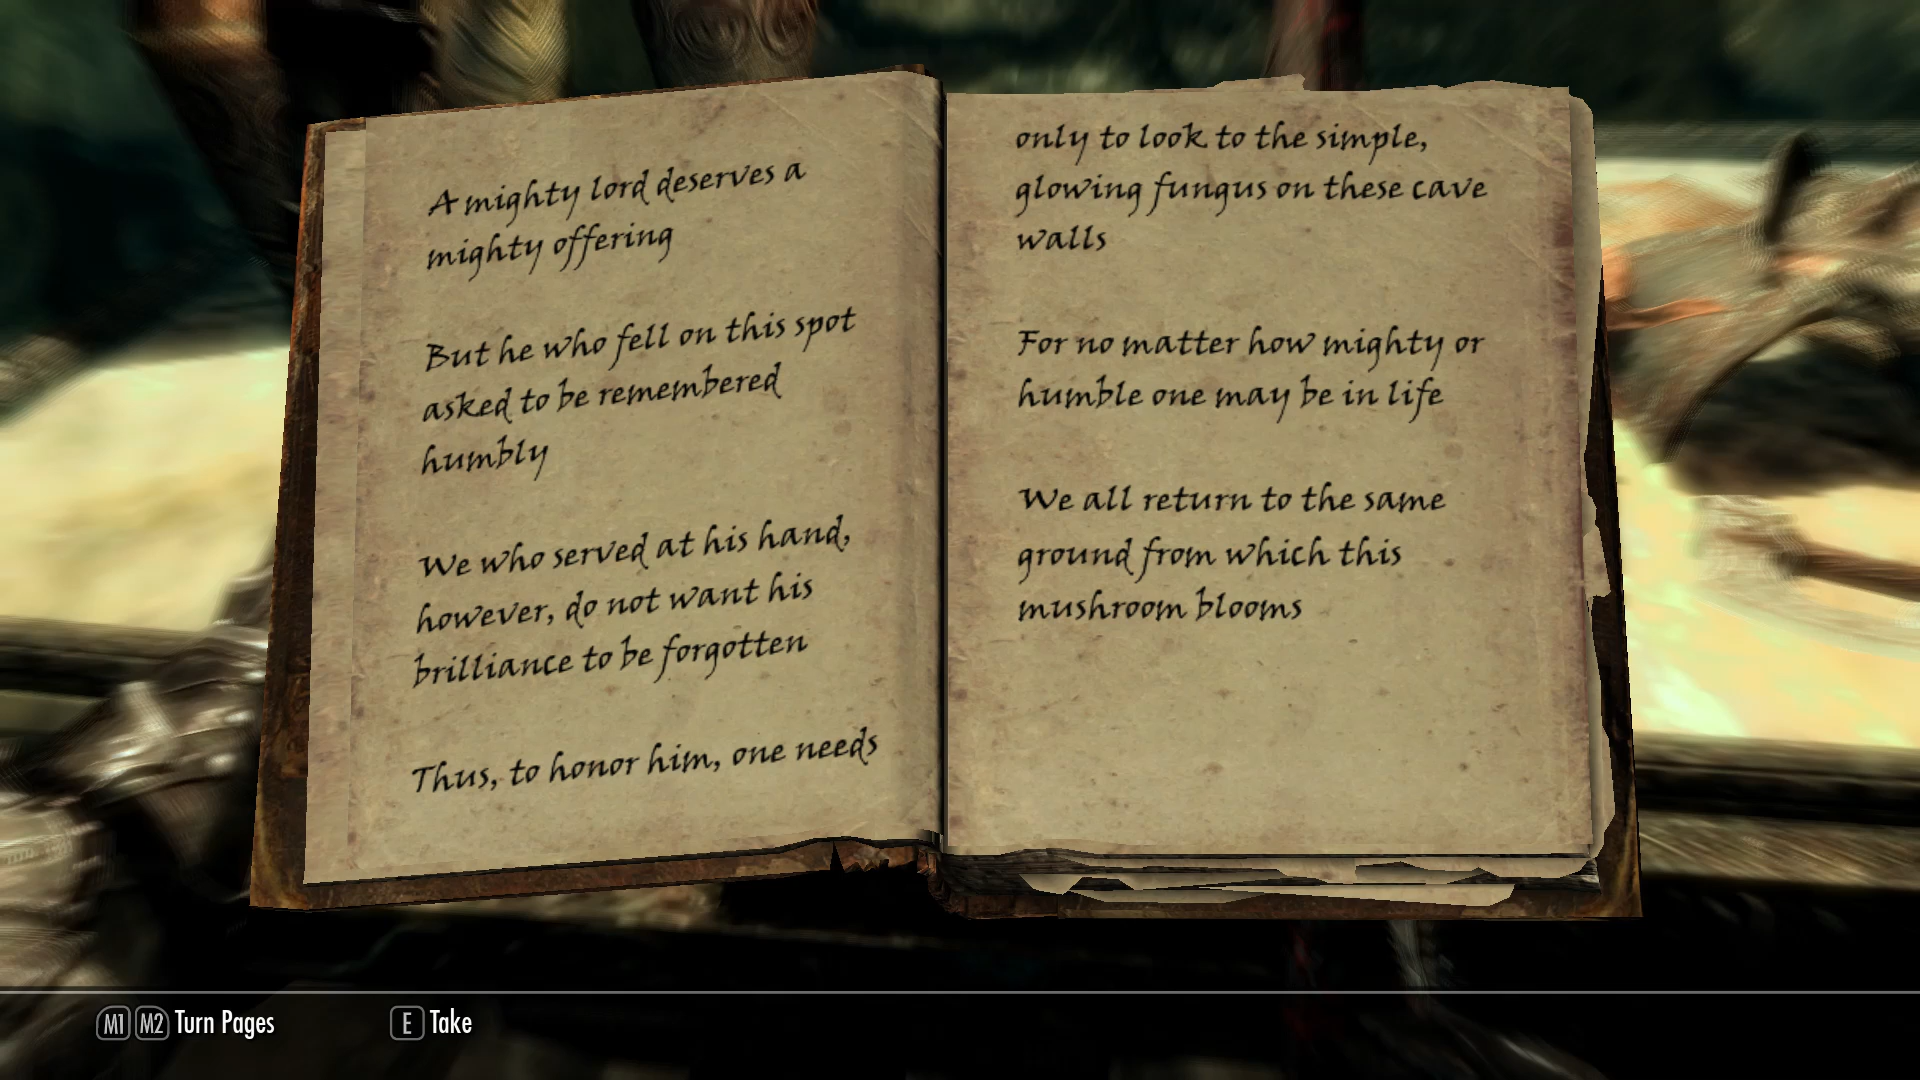 A mighty lord deserves a
mighty offering
But he who fell on this spot
asked to be remembered
humbly
We who served at his hand,
however, do not want his
brilliance to be forgotten
Thus, to honor him, one needs
only to look to the simple,
glowing fungus on these cave
walls
For no matter how mighty or
humble one may be in life
We all return to the same
ground from which this
mushroom blooms
M1 M2 Turn Pages
E Take